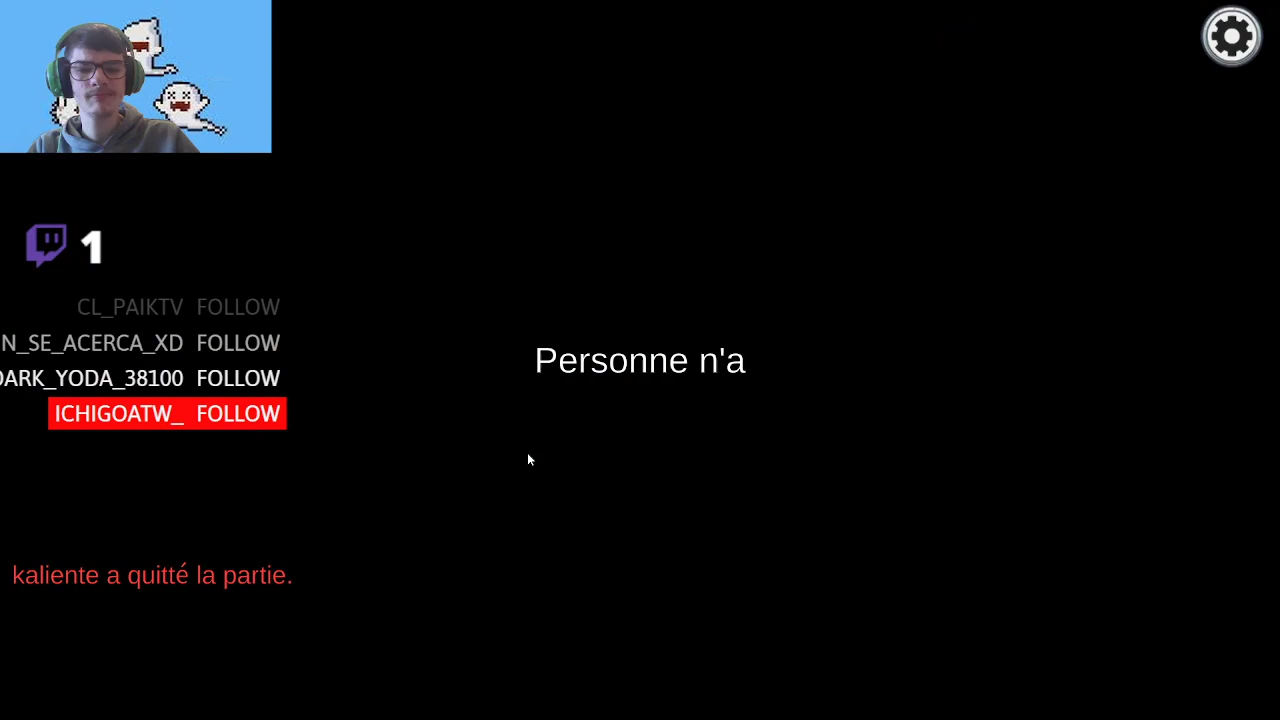 1
CL_PAIKTV FOLLOW
N_SE_ACERCA_XD FOLLOW
DARK_YODA_38100 FOLLOW
ICHIGOATW_ FOLLOW
Personne n'a
kaliente a quitté la partie.